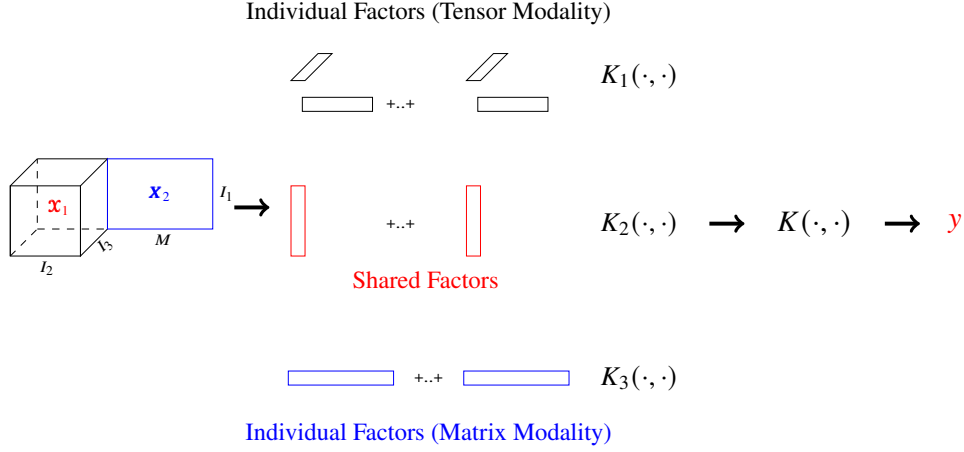 Individual Factors (Tensor Modality)
K₁(·, ·)
+..+
𝔁₁
𝐱₂
I₁
I₂
I₃
M
+..+
K₂(·, ·)
K(·, ·)
y
Shared Factors
+..+
K₃(·, ·)
Individual Factors (Matrix Modality)